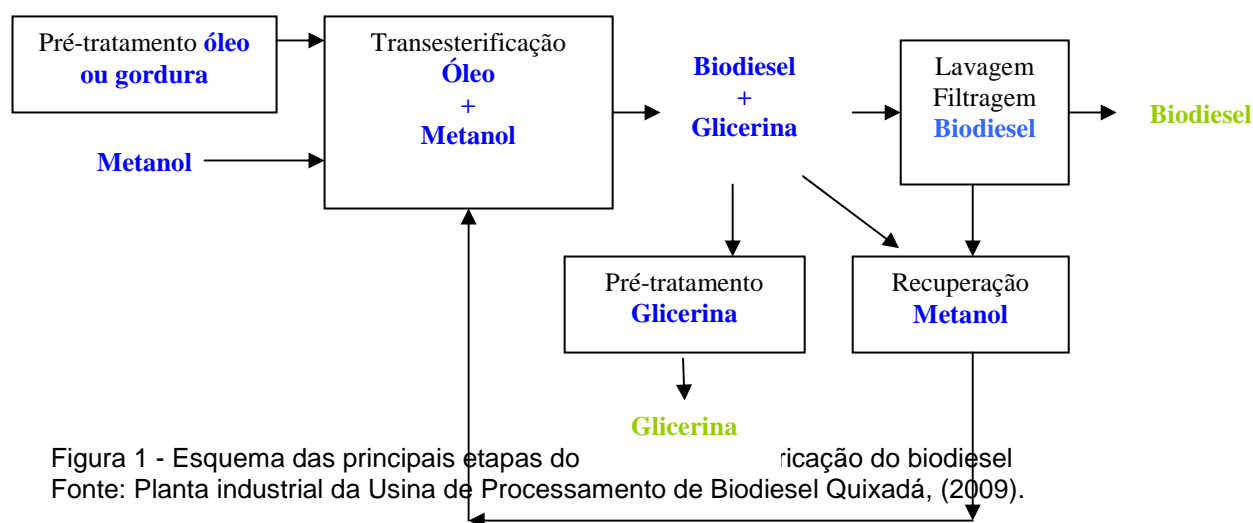 Pré-tratamento óleo
ou gordura
Metanol
Transesterificação
Óleo
+
Metanol
Biodiesel
+
Glicerina
Lavagem
Filtragem
Biodiesel
Biodiesel
Pré-tratamento
Glicerina
Recuperação
Metanol
Glicerina
Figura 1 - Esquema das principais etapas do do biodiesel
Fonte: Planta industrial da Usina de Processamento de Biodiesel Quixadá, (2009).